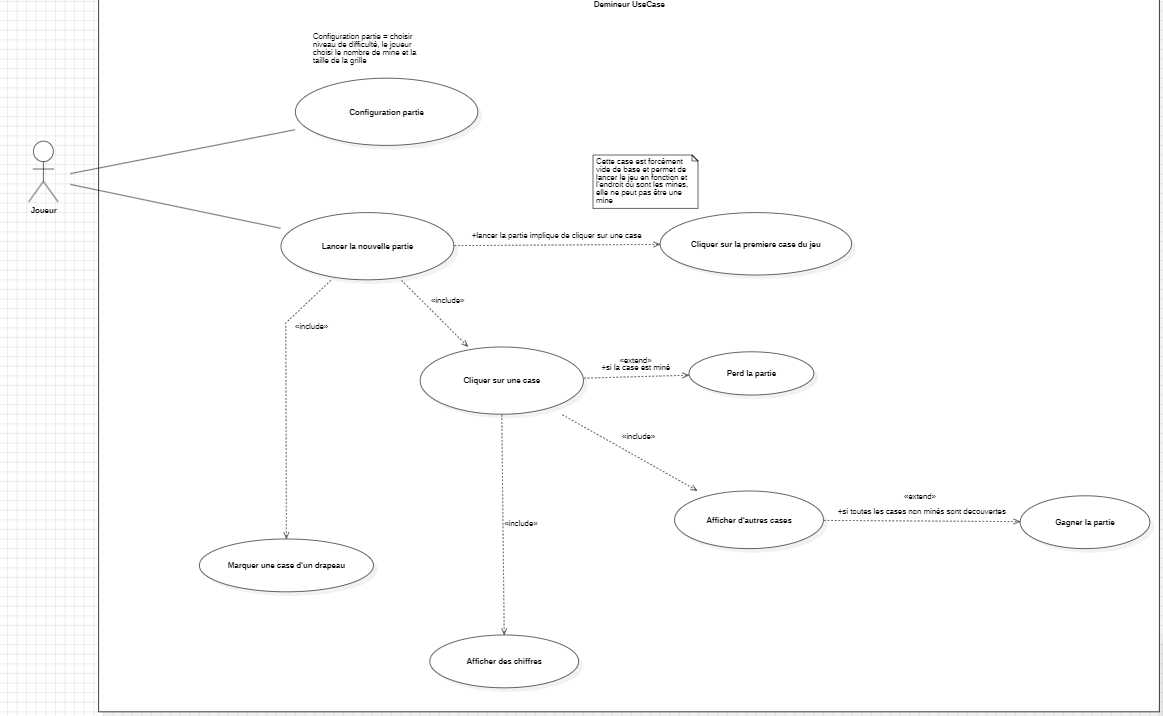 Demineur UseCase
Configuration partie = choisir
niveau de difficulté, le joueur
choisi le nombre de mine et la
taille de la grille
Configuration partie
Joueur
Cette case est forcément
vide de base et permet de
lancer le jeu en fonction et
l'endroit où sont les mines,
elle ne peut pas être une
mine
Lancer la nouvelle partie
+lancer la partie implique de cliquer sur une case
Cliquer sur la premiere case du jeu
«include»
«include»
Cliquer sur une case
«extend»
+si la case est miné
Perd la partie
«include»
Afficher d'autres cases
«extend»
+si toutes les cases non minés sont decouvertes
Gagner la partie
«include»
Marquer une case d'un drapeau
Afficher des chiffres